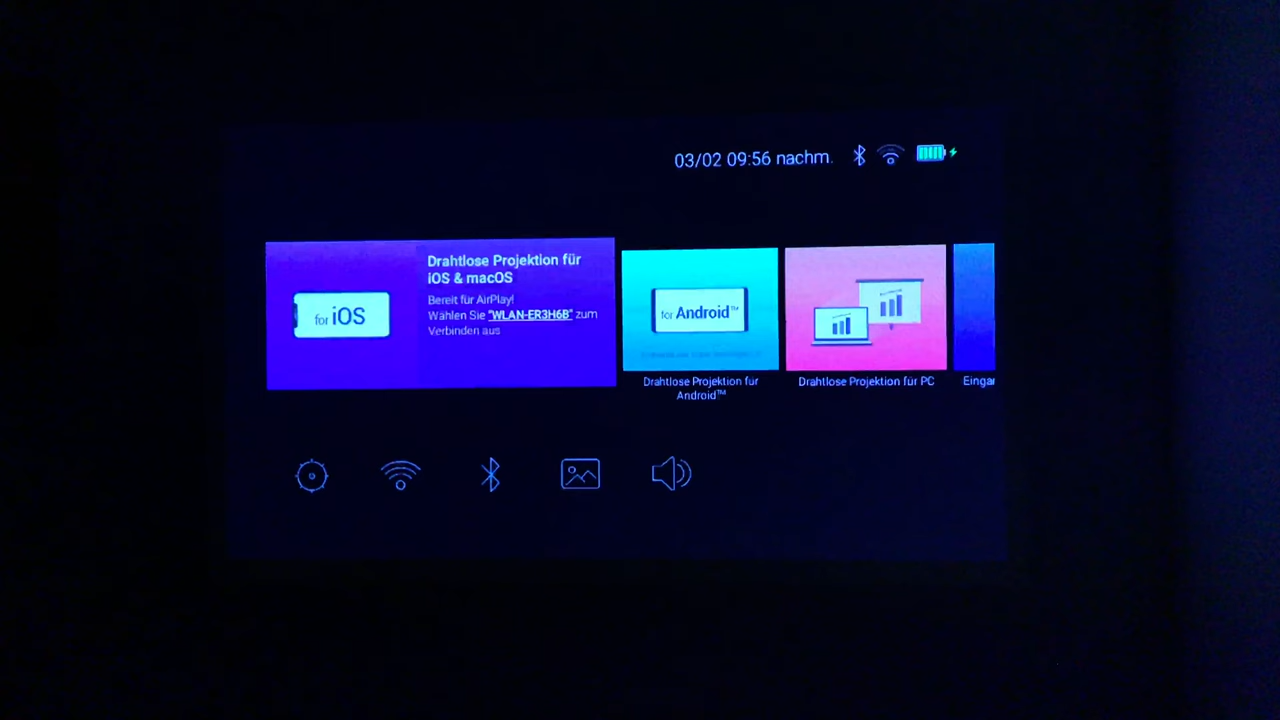 03/02 09:56 nachm.
Drahtlose Projektion für
iOS & macOS
Bereit für AirPlay!
Wählen Sie "WLAN-ER3H6B" zum
Verbinden aus
for iOS
for Android™
Drahtlose Projektion für
Android™
Drahtlose Projektion für PC
Eingan